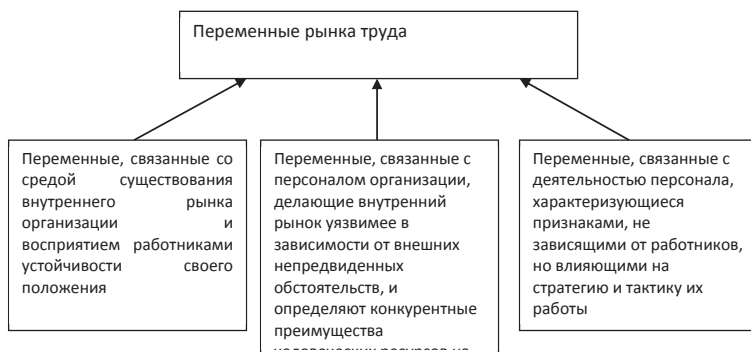 Переменные рынка труда
Переменные, связанные со
средой существования
внутреннего рынка
организации и
восприятием работниками
устойчивости своего
положения
Переменные, связанные с
персоналом организации,
делающие внутренний
рынок уязвимее в
зависимости от внешних
непредвиденных
обстоятельств, и
определяют конкурентные
преимущества
Переменные, связанные с
деятельностью персонала,
характеризующиеся
признаками, не
зависящими от работников,
но влияющими на
стратегию и тактику их
работы